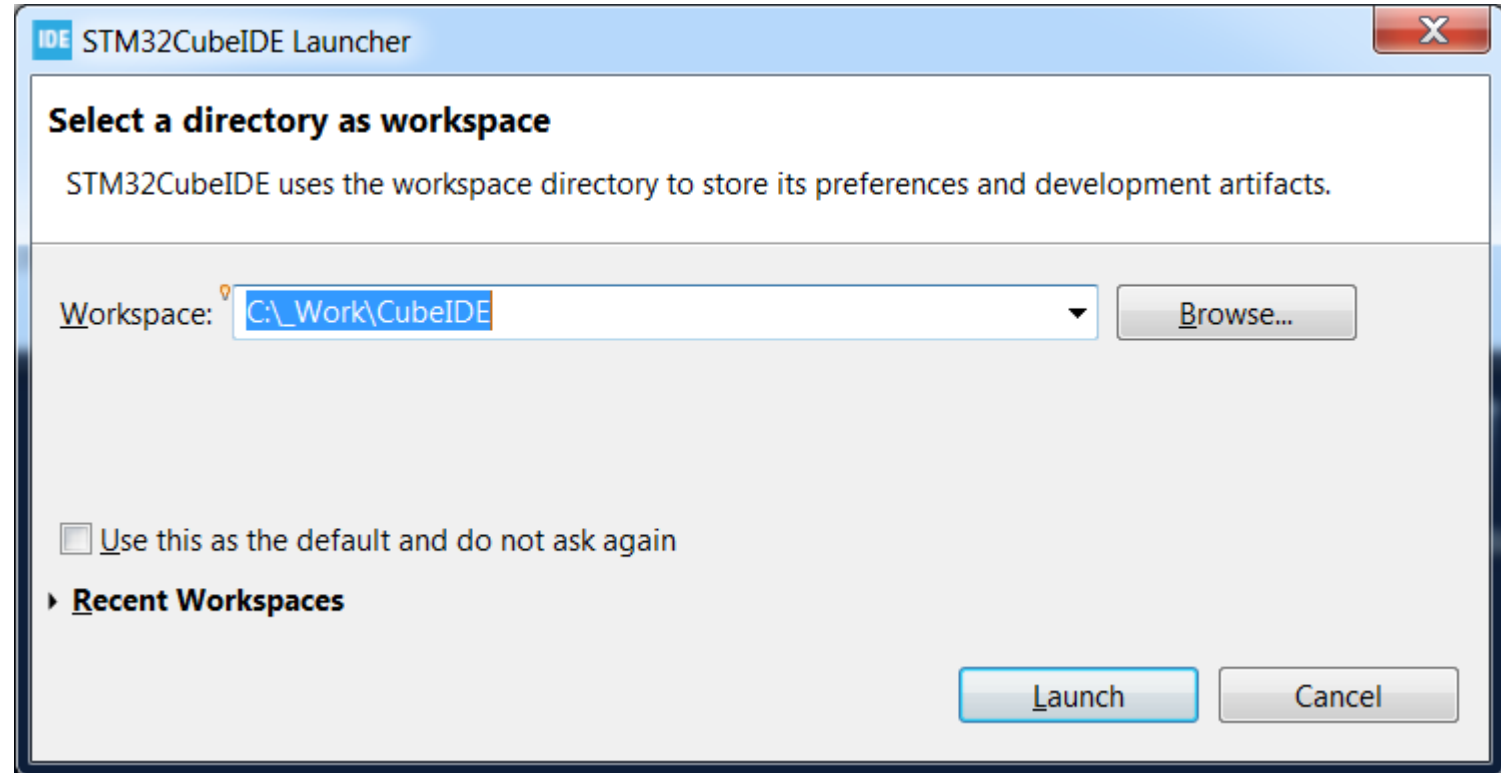 IDE STM32CubeIDE Launcher
X
Select a directory as workspace
STM32CubeIDE uses the workspace directory to store its preferences and development artifacts.
Workspace: C:\_Work\CubeIDE Browse...
Use this as the default and do not ask again
Recent Workspaces
Launch Cancel